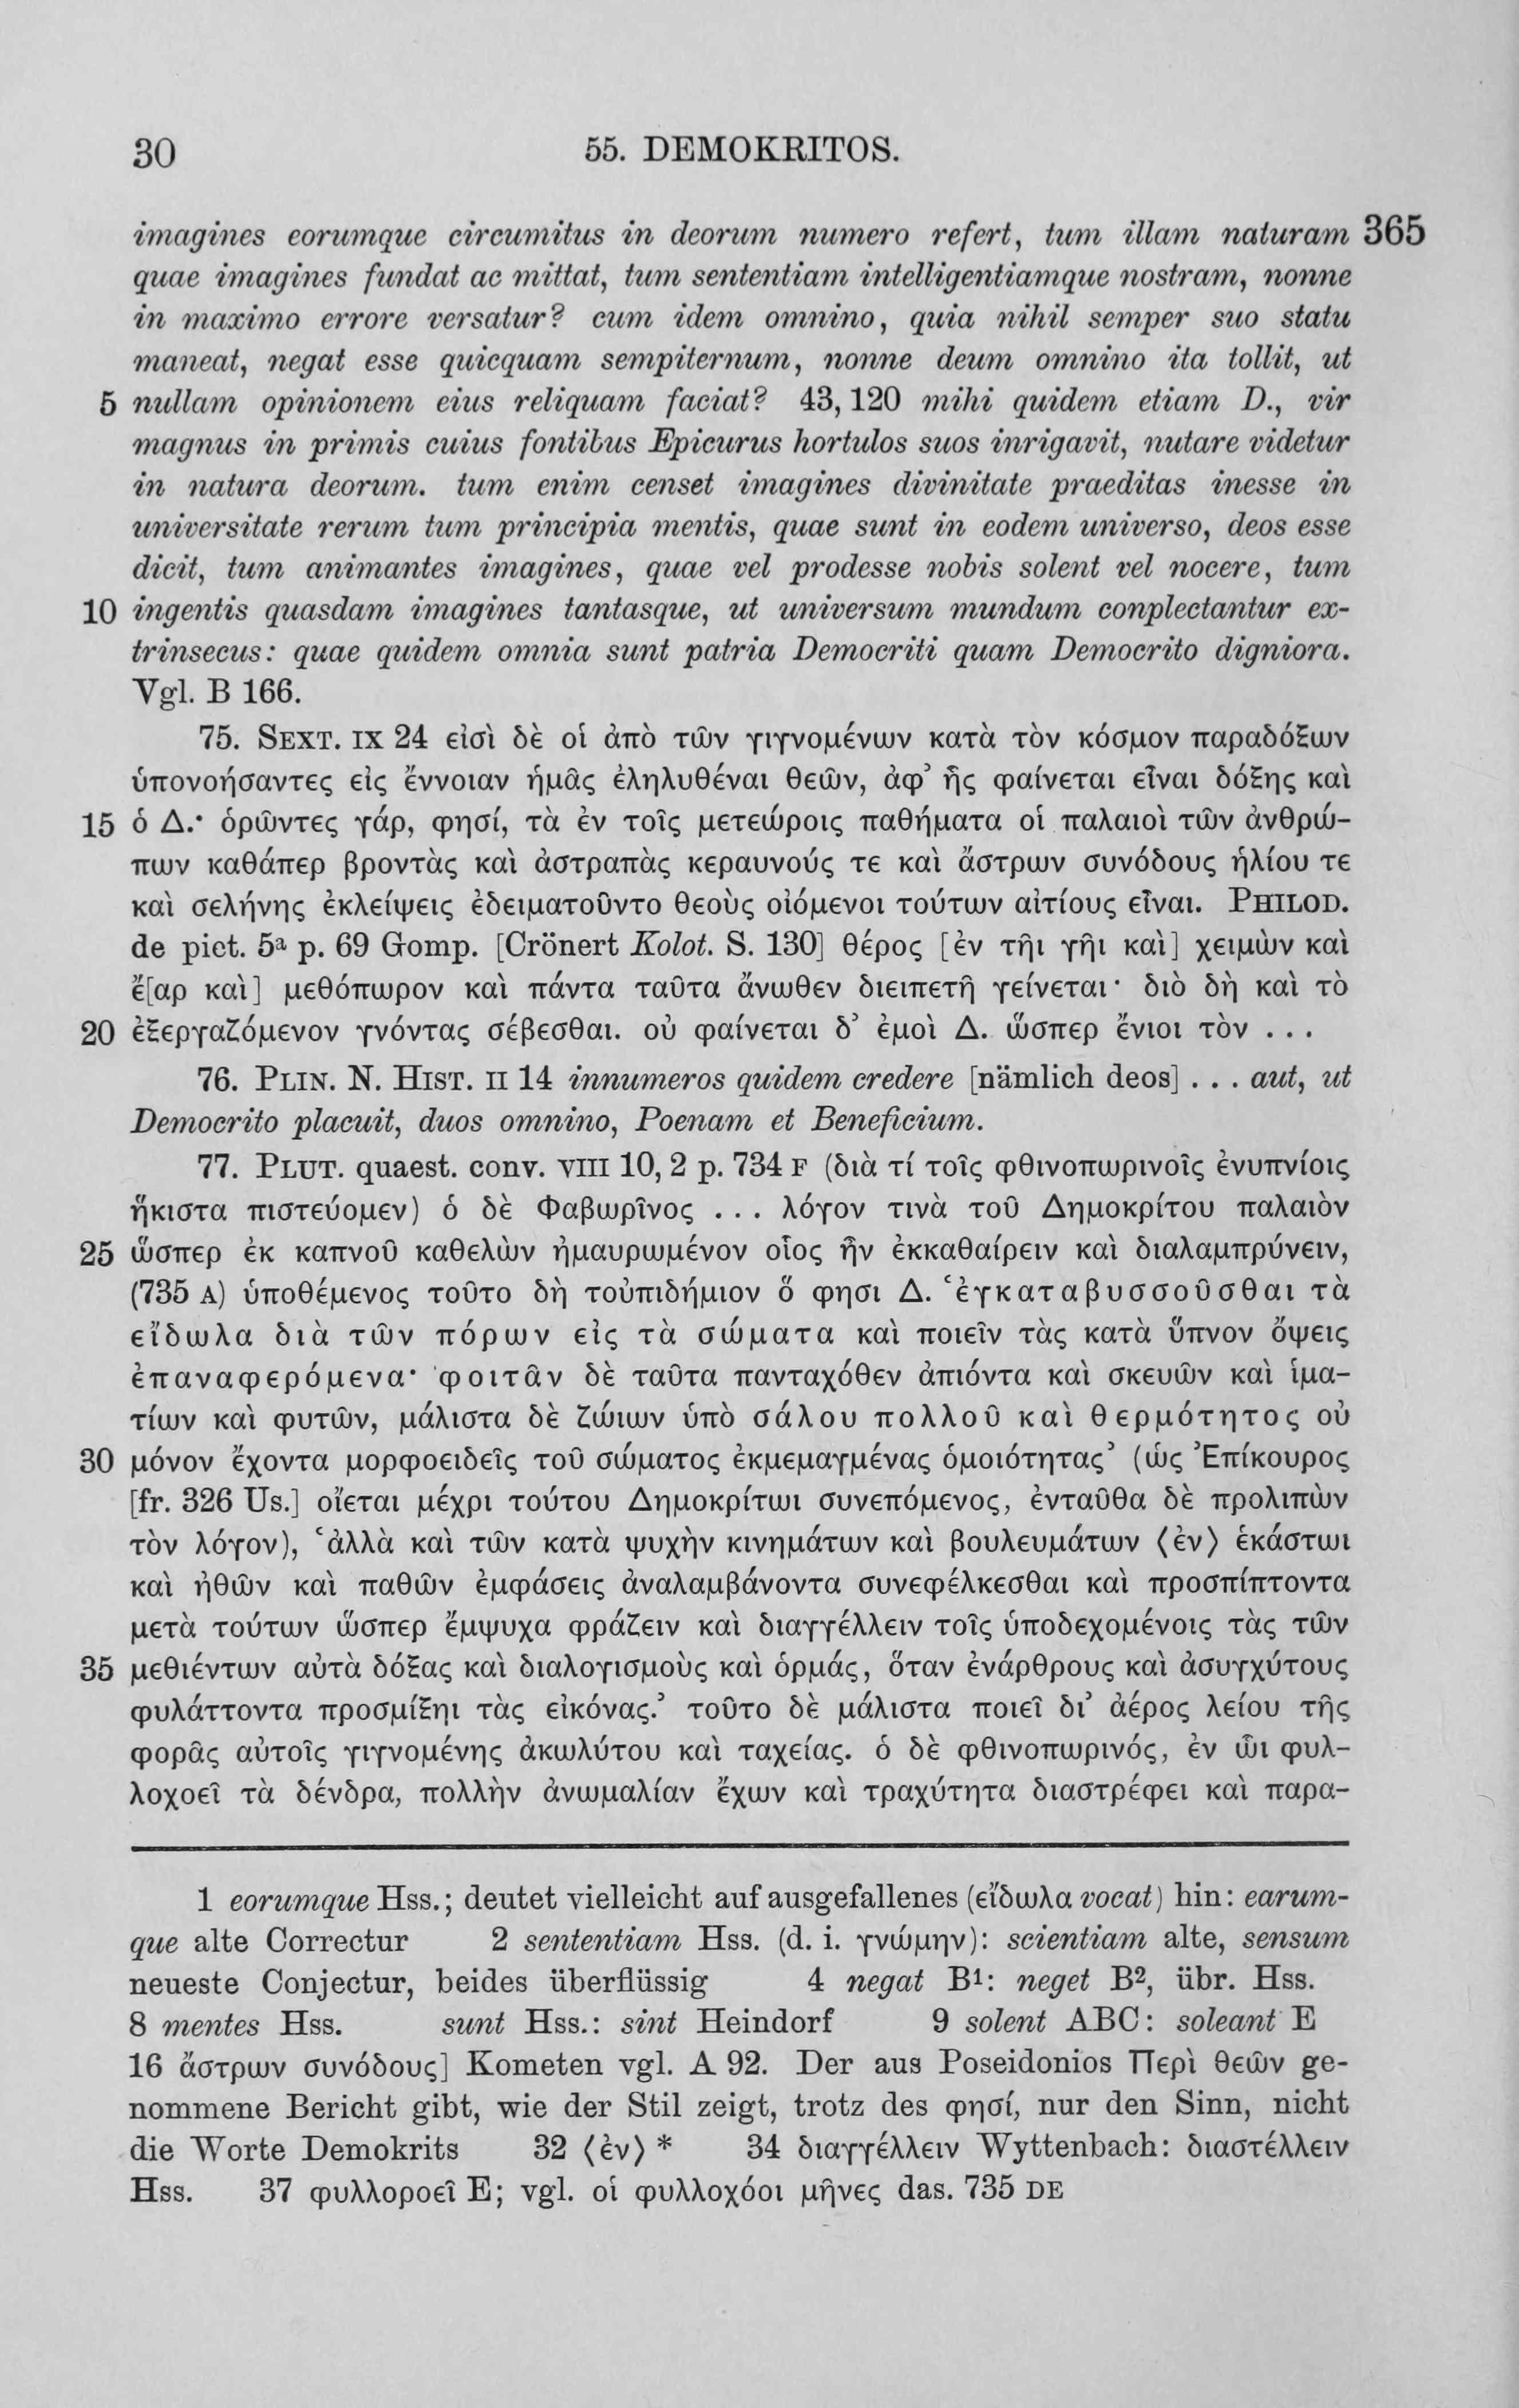 30 55. DEMOKRITOS.
imagines eorumque circumitus in deorum numero refert, tum illam naturam 365
quae imagines fundat ac mittat, tum sententiam intelligentiamque nostram, nonne
in maximo errore versatur? cum idem omnino, quia nihil semper suo statu
maneat, negat esse quicquam sempiternum, nonne deum omnino ita tollit, ut
5 nullam opinionem eius reliquam faciat? 43, 120 mihi quidem etiam D., vir
magnus in primis cuius fontibus Epicurus hortulos suos inrigavit, nutare videtur
in natura deorum. tum enim censet imagines divinitate praeditas inesse in
universitate rerum tum principia mentis, quae sunt in eodem universo, deos esse
dicit, tum animantes imagines, quae vel prodesse nobis solent vel nocere, tum
10 ingentis quasdam imagines tantasque, ut universum mundum conplectantur ex-
trinsecus: quae quidem omnia sunt patria Democriti quam Democrito digniora.
Vgl. B 166.
75. SEXT. IX 24 εἰσὶ δὲ οἱ ἀπὸ τῶν γιγνομένων κατὰ τὸν κόσμον παραδόξων
ὑπονοήσαντες εἰς ἔννοιαν ἡμᾶς ἐληλυθέναι θεῶν, ἀφ’ ἧς φαίνεται εἶναι δόξης καὶ
15 ὁ Δ.· ὁρῶντες γάρ, φησί, τὰ ἐν τοῖς μετεώροις παθήματα οἱ παλαιοὶ τῶν ἀνθρώ-
πων καθάπερ βροντὰς καὶ ἀστραπὰς κεραυνούς τε καὶ ἄστρων συνόδους ἡλίου τε
καὶ σελήνης ἐκλείψεις ἐδειματοῦντο θεοὺς οἰόμενοι τούτων αἰτίους εἶναι. PHILOD.
de piet. 5ᵃ p. 69 Gomp. [Crönert Kolot. S. 130] θέρος [ἐν τῆι γῆι καὶ] χειμὼν καὶ
ἔ[αρ καὶ] μεθόπωρον καὶ πάντα ταῦτα ἄνωθεν διειπετῆ γείνεται· διὸ δὴ καὶ τὸ
20 ἐξεργαζόμενον γνόντας σέβεσθαι. οὐ φαίνεται δ’ ἐμοὶ Δ. ὥσπερ ἔνιοι τὸν ...
76. PLIN. N. HIST. II 14 innumeros quidem credere [nämlich deos] ... aut, ut
Democrito placuit, duos omnino, Poenam et Beneficium.
77. PLUT. quaest. conv. VIII 10, 2 p. 734 F (διὰ τί τοῖς φθινοπωρινοῖς ἐνυπνίοις
ἥκιστα πιστεύομεν) ὁ δὲ Φαβωρῖνος ... λόγον τινὰ τοῦ Δημοκρίτου παλαιὸν
25 ὥσπερ ἐκ καπνοῦ καθελὼν ἠμαυρωμένον οἷος ἦν ἐκκαθαίρειν καὶ διαλαμπρύνειν,
(735 A) ὑποθέμενος τοῦτο δὴ τοὐπιδήμιον ὅ φησι Δ. ‘ἐγκαταβυσσοῦσθαι τὰ
εἴδωλα διὰ τῶν πόρων εἰς τὰ σώματα καὶ ποιεῖν τὰς κατὰ ὕπνον ὄψεις
ἐπαναφερόμενα· φοιτᾶν δὲ ταῦτα πανταχόθεν ἀπιόντα καὶ σκευῶν καὶ ἱμα-
τίων καὶ φυτῶν, μάλιστα δὲ ζώιων ὑπὸ σάλου πολλοῦ καὶ θερμότητος οὐ
30 μόνον ἔχοντα μορφοειδεῖς τοῦ σώματος ἐκμεμαγμένας ὁμοιότητας’ (ὡς Ἐπίκουρος
[fr. 326 Us.] οἴεται μέχρι τούτου Δημοκρίτωι συνεπόμενος, ἐνταῦθα δὲ προλιπὼν
τὸν λόγον), ‘ἀλλὰ καὶ τῶν κατὰ ψυχὴν κινημάτων καὶ βουλευμάτων ⟨ἐν⟩ ἑκάστωι
καὶ ἠθῶν καὶ παθῶν ἐμφάσεις ἀναλαμβάνοντα συνεφέλκεσθαι καὶ προσπίπτοντα
μετὰ τούτων ὥσπερ ἔμψυχα φράζειν καὶ διαγγέλλειν τοῖς ὑποδεχομένοις τὰς τῶν
35 μεθιέντων αὐτὰ δόξας καὶ διαλογισμοὺς καὶ ὁρμάς, ὅταν ἐνάρθρους καὶ ἀσυγχύτους
φυλάττοντα προσμίξηι τὰς εἰκόνας.’ τοῦτο δὲ μάλιστα ποιεῖ δι’ ἀέρος λείου τῆς
φορᾶς αὐτοῖς γιγνομένης ἀκωλύτου καὶ ταχείας. ὁ δὲ φθινοπωρινός, ἐν ὧι φυλ-
λοχοεῖ τὰ δένδρα, πολλὴν ἀνωμαλίαν ἔχων καὶ τραχύτητα διαστρέφει καὶ παρα-
1 eorumque Hss.; deutet vielleicht auf ausgefallenes (εἴδωλα vocat) hin: earum-
que alte Correctur 2 sententiam Hss. (d. i. γνώμην): scientiam alte, sensum
neueste Conjectur, beides überflüssig 4 negat B¹: neget B², übr. Hss.
8 mentes Hss. sunt Hss.: sint Heindorf 9 solent ABC: soleant E
16 ἄστρων συνόδους] Kometen vgl. A 92. Der aus Poseidonios Περὶ θεῶν ge-
nommene Bericht gibt, wie der Stil zeigt, trotz des φησί, nur den Sinn, nicht
die Worte Demokrits 32 ⟨ἐν⟩ * 34 διαγγέλλειν Wyttenbach: διαστέλλειν
Hss. 37 φυλλοροεῖ E; vgl. οἱ φυλλοχόοι μῆνες das. 735 DE